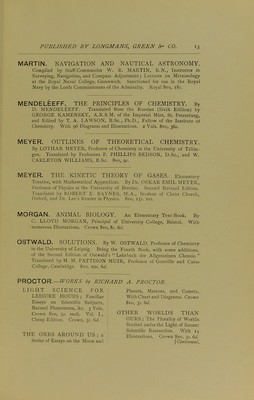 PUBLISHED BY LONGMANS, GREEN & CO. 13
MARTIN. NAVIGATION AND NAUTICAL ASTRONOMY.
Compiled by Staff-Commander W. R. MARTIN, R.N., Instructor in
Surveying, Navigation, and Compass Adjustment; Lecturer on Meteorology
at the Royal Naval College, Greenwich. Sanctioned for use in the Royal
Navy by the Lords Commissioners of the Admiralty. Royal 8vo, 18s.
MENDELÉEFF. THE PRINCIPLES OF CHEMISTRY. By
D. MENDELÉEFF. Translated from the Russian (Sixth Edition) by
GEORGE KAMENSKY, A.R.S.M. of the Imperial Mint, St. Petersburg,
and Edited by T. A. LAWSON, B.Sc., Ph.D., Fellow of the Institute of
Chemistry. With 96 Diagrams and Illustrations. 2 Vols. 8vo, 36s.
MEYER. OUTLINES OF THEORETICAL CHEMISTRY.
By LOTHAR MEYER, Professor of Chemistry in the University of Tübin-
gen. Translated by Professors P. PHILLIPS BEDSON, D.Sc., and W.
CARLETON WILLIAMS, B.Sc. 8vo, 9s.
MEYER. THE KINETIC THEORY OF GASES. Elementary
Treatise, with Mathematical Appendices. By Dr. OSKAR EMIL MEYER,
Professor of Physics at the University of Breslau. Second Revised Edition.
Translated by ROBERT E. BAYNES, M.A., Student of Christ Church,
Oxford, and Dr. Lee's Reader in Physics. 8vo, 15s. net.
MORGAN. ANIMAL BIOLOGY. An Elementary Text-Book. By
C. LLOYD MORGAN, Principal of University College, Bristol. With
numerous Illustrations. Crown 8vo, 8s. 6d.
OSTWALD. SOLUTIONS. By W. OSTWALD, Professor of Chemistry
in the University of Leipzig. Being the Fourth Book, with some additions,
of the Second Edition of Ostwald's “Lehrbuch der Allgemeinen Chemie.”
Translated by M. M. PATTISON MUIR, Professor of Gonville and Caius
College, Cambridge. 8vo, 10s. 6d.
PROCTOR.—WORKS by RICHARD A. PROCTOR.
LIGHT SCIENCE FOR
LEISURE HOURS; Familiar
Essays on Scientific Subjects,
Natural Phenomena, &c. 3 Vols.
Crown 8vo, 5s. each. Vol. I.,
Cheap Edition. Crown, 3s. 6d.
THE ORBS AROUND US; a
Series of Essays on the Moon and
Planets, Meteors, and Comets.
With Chart and Diagrams. Crown
8vo, 3s. 6d.
OTHER WORLDS THAN
OURS; The Plurality of Worlds
Studied under the Light of Recent
Scientific Researches. With 14
Illustrations. Crown 8vo, 3s. 6d.
[Continued.